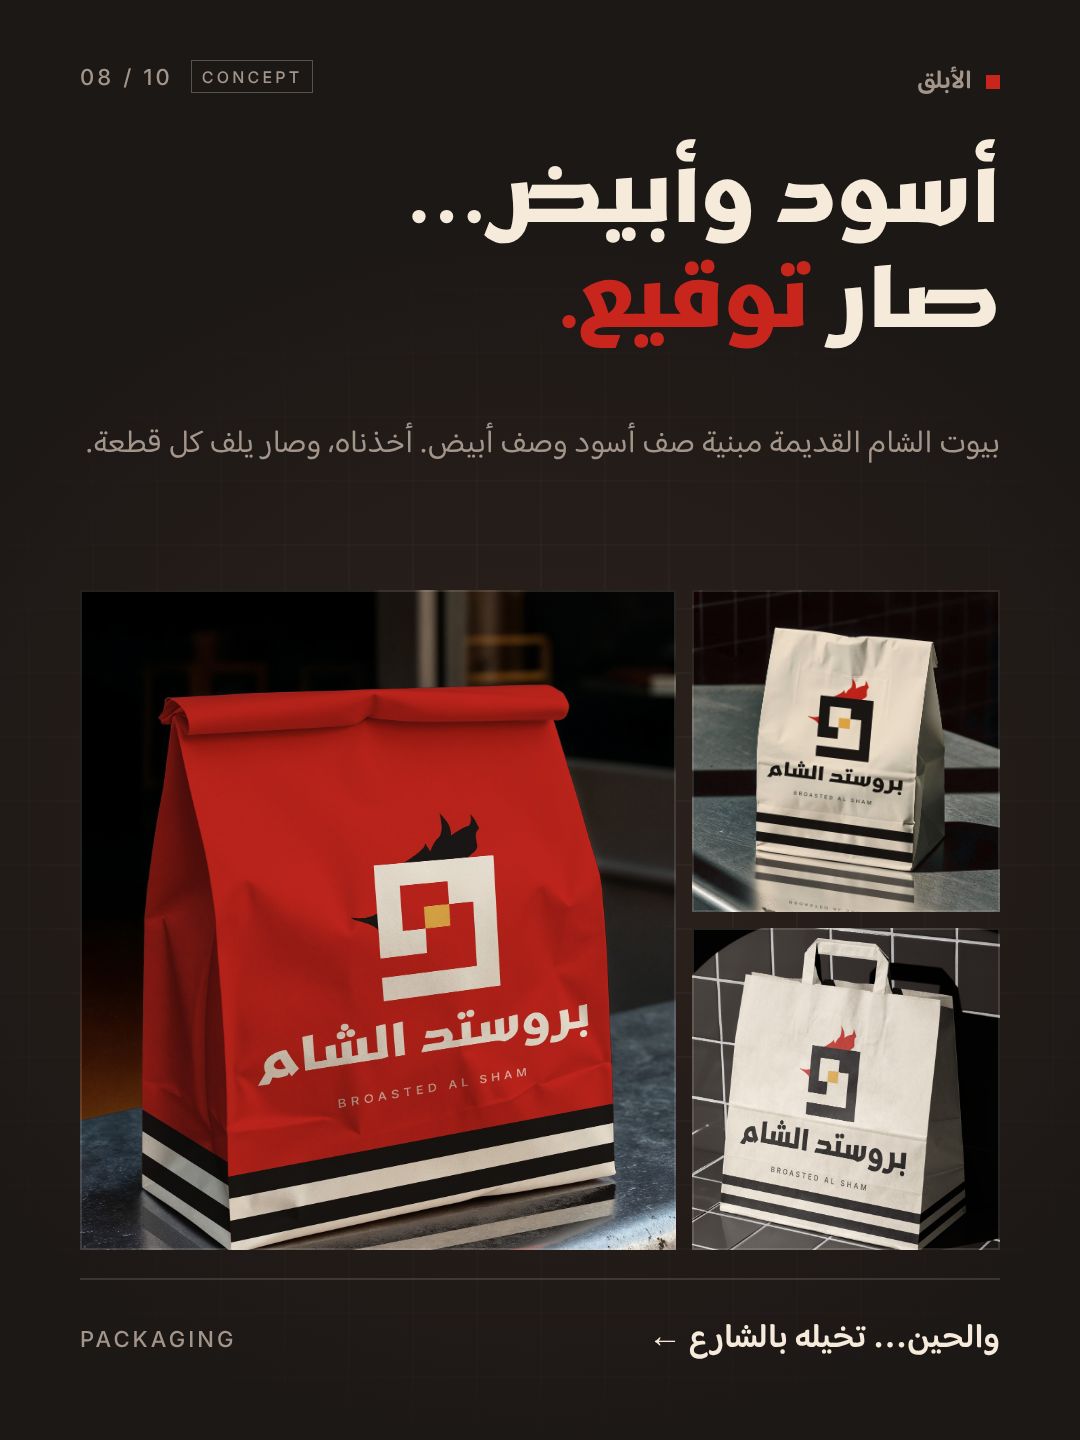 08 / 10
CONCEPT
الأبلق
أسود وأبيض...
صار توقيع.
بيوت الشام القديمة مبنية صف أسود وصف أبيض. أخذناه، وصار يلف كل قطعة.
بروستد الشام
BROASTED AL SHAM
بروستد الشام
BROASTED AL SHAM
بروستد الشام
BROASTED AL SHAM
والحين... تخيله بالشارع ←
PACKAGING